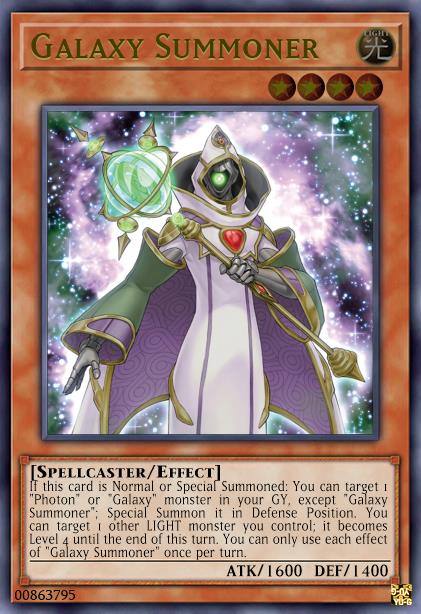 GALAXY SUMMONER
LIGHT
光
[SPELLCASTER/EFFECT]
If this card is Normal or Special Summoned: You can target 1
"Photon" or "Galaxy" monster in your GY, except "Galaxy
Summoner"; Special Summon it in Defense Position. You
can target 1 other LIGHT monster you control; it becomes
Level 4 until the end of this turn. You can only use each effect
of "Galaxy Summoner" once per turn.
ATK/1600 DEF/1400
00863795